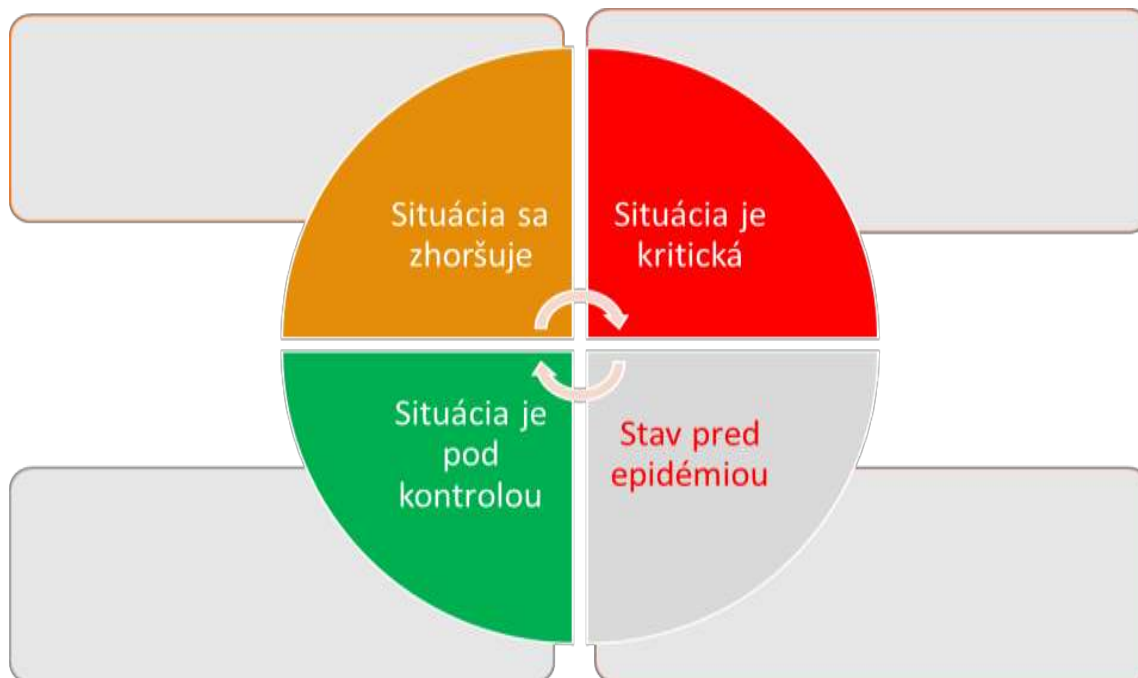 Situácia sa
zhoršuje
Situácia je
kritická
Situácia je
pod
kontrolou
Stav pred
epidémiou